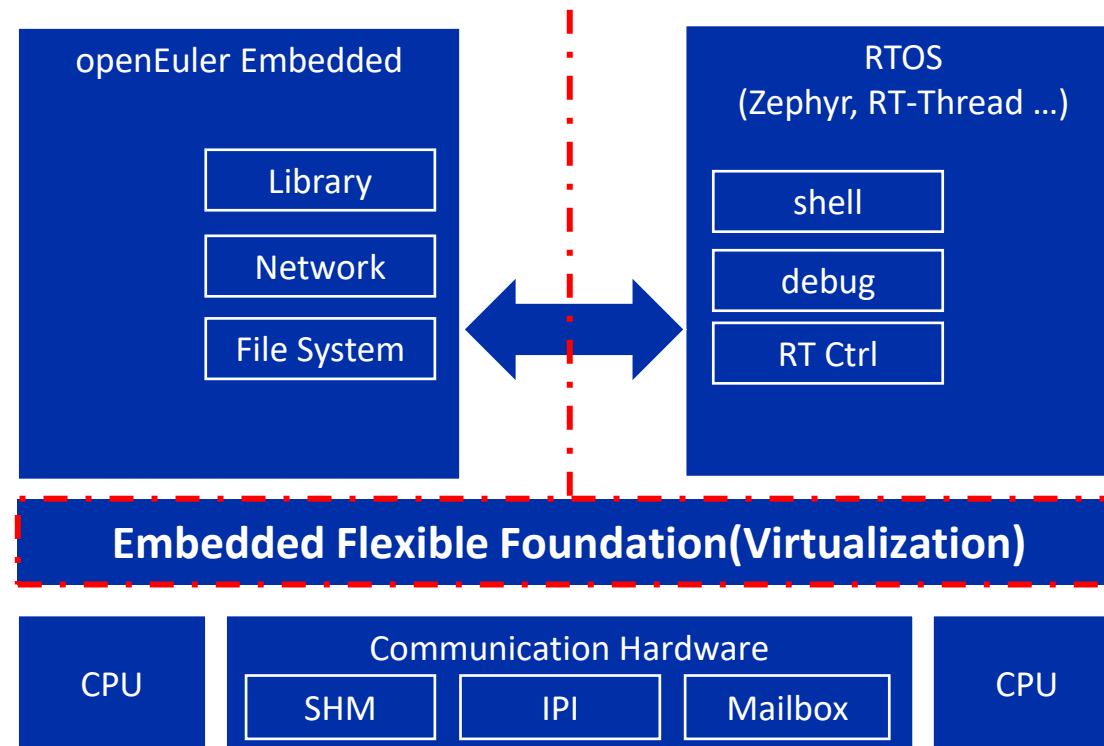 openEuler Embedded
Library
Network
File System
RTOS
(Zephyr, RT-Thread ...)
shell
debug
RT Ctrl
Embedded Flexible Foundation(Virtualization)
CPU
Communication Hardware
SHM
IPI
Mailbox
CPU